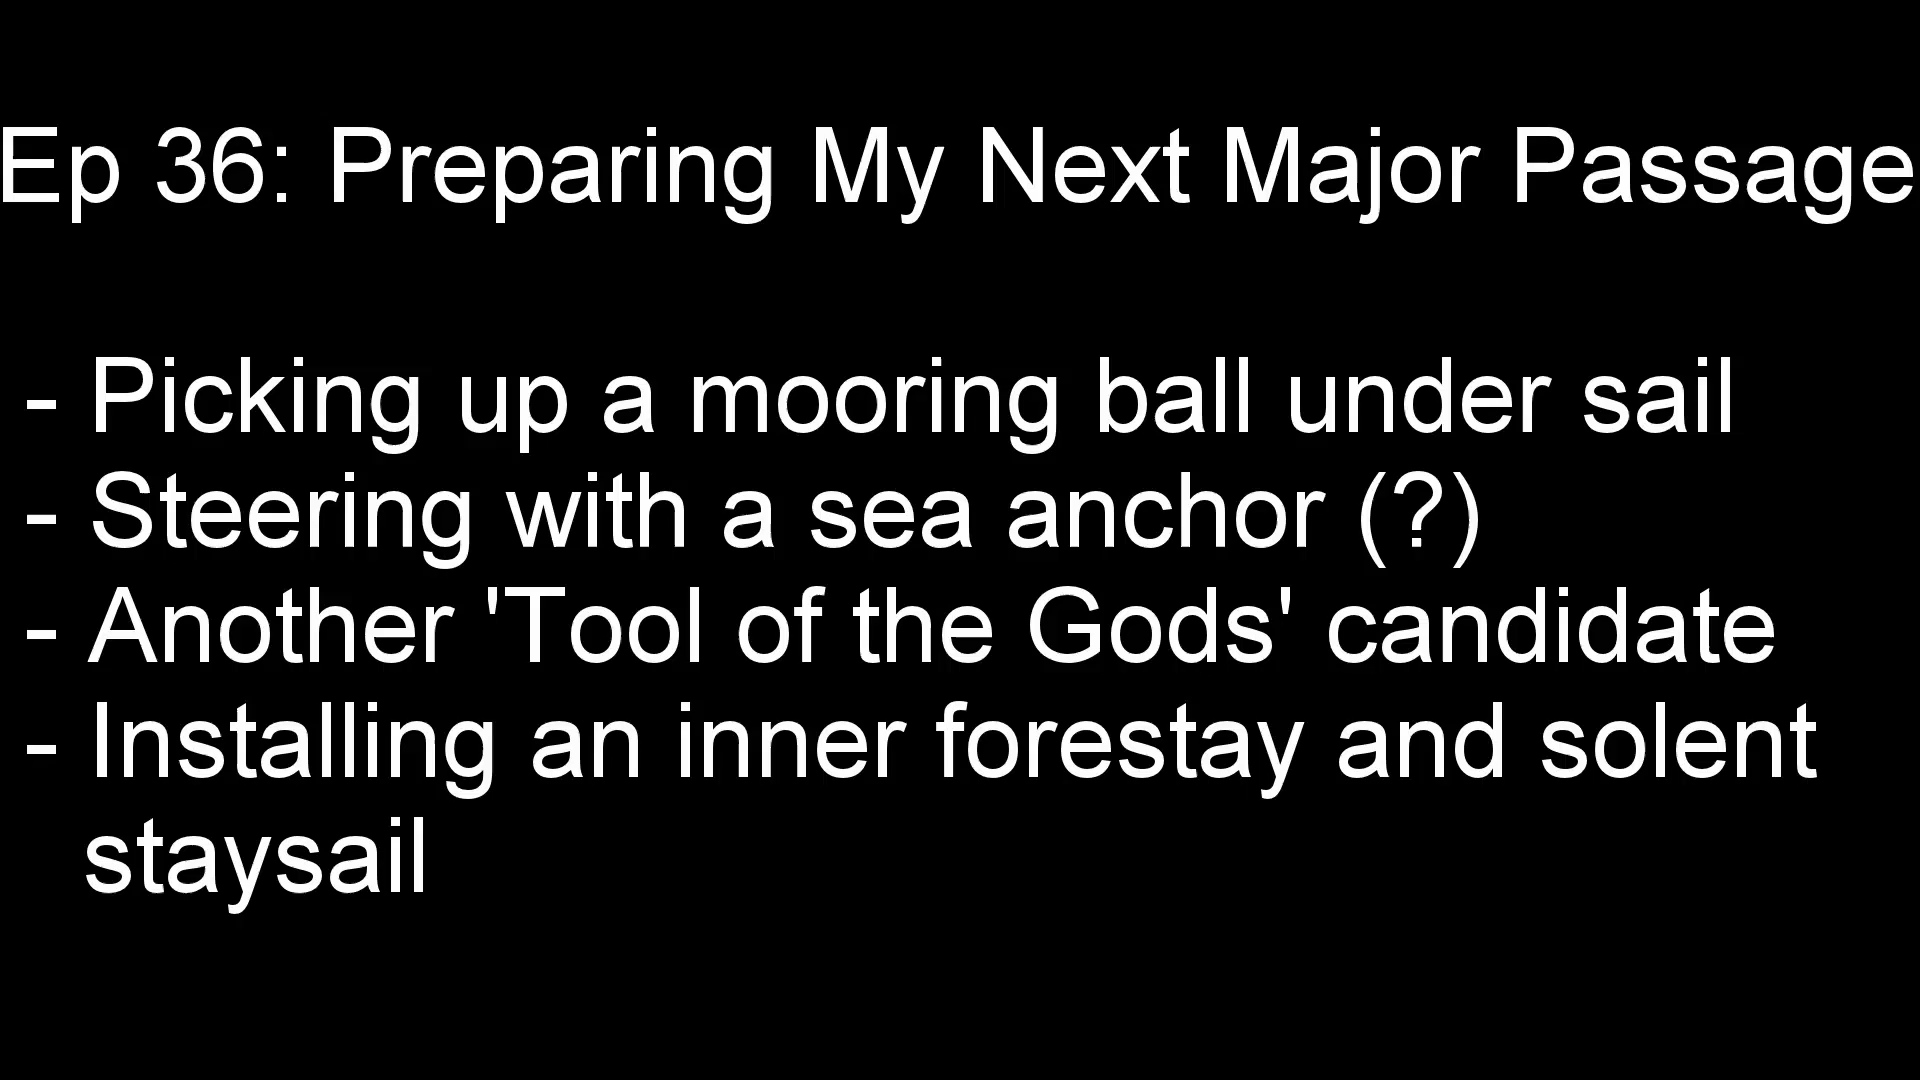 Ep 36: Preparing My Next Major Passage
- Picking up a mooring ball under sail
- Steering with a sea anchor (?)
- Another 'Tool of the Gods' candidate
- Installing an inner forestay and solent
staysail